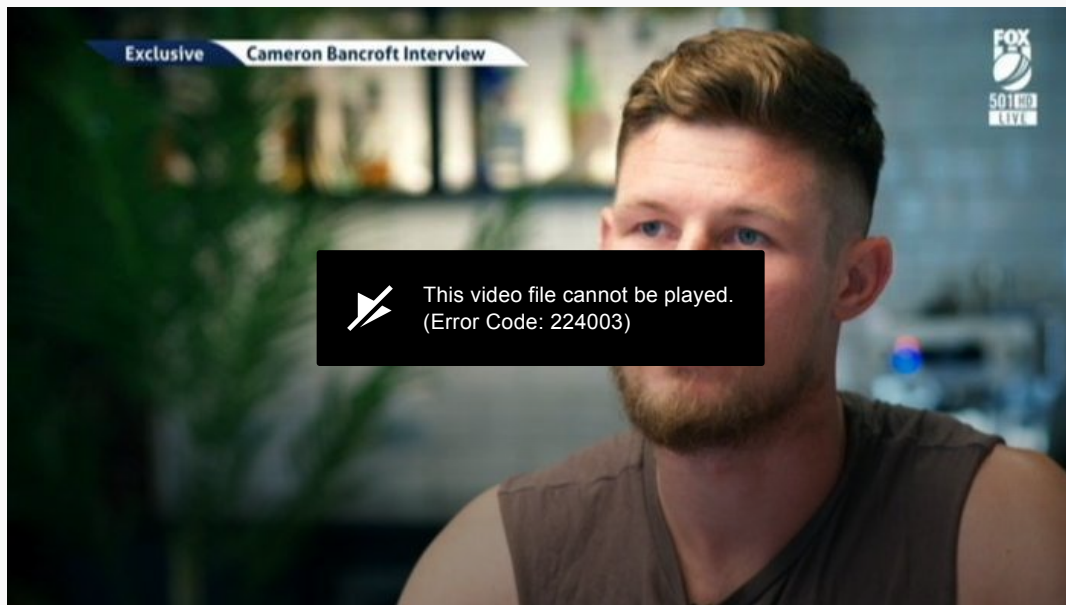 Exclusive
Cameron Bancroft Interview
FOX
501 HD
LIVE
This video file cannot be played.
(Error Code: 224003)